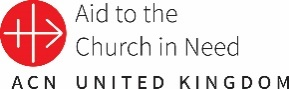 Aid to the
Church in Need
ACN UNITED KINGDOM